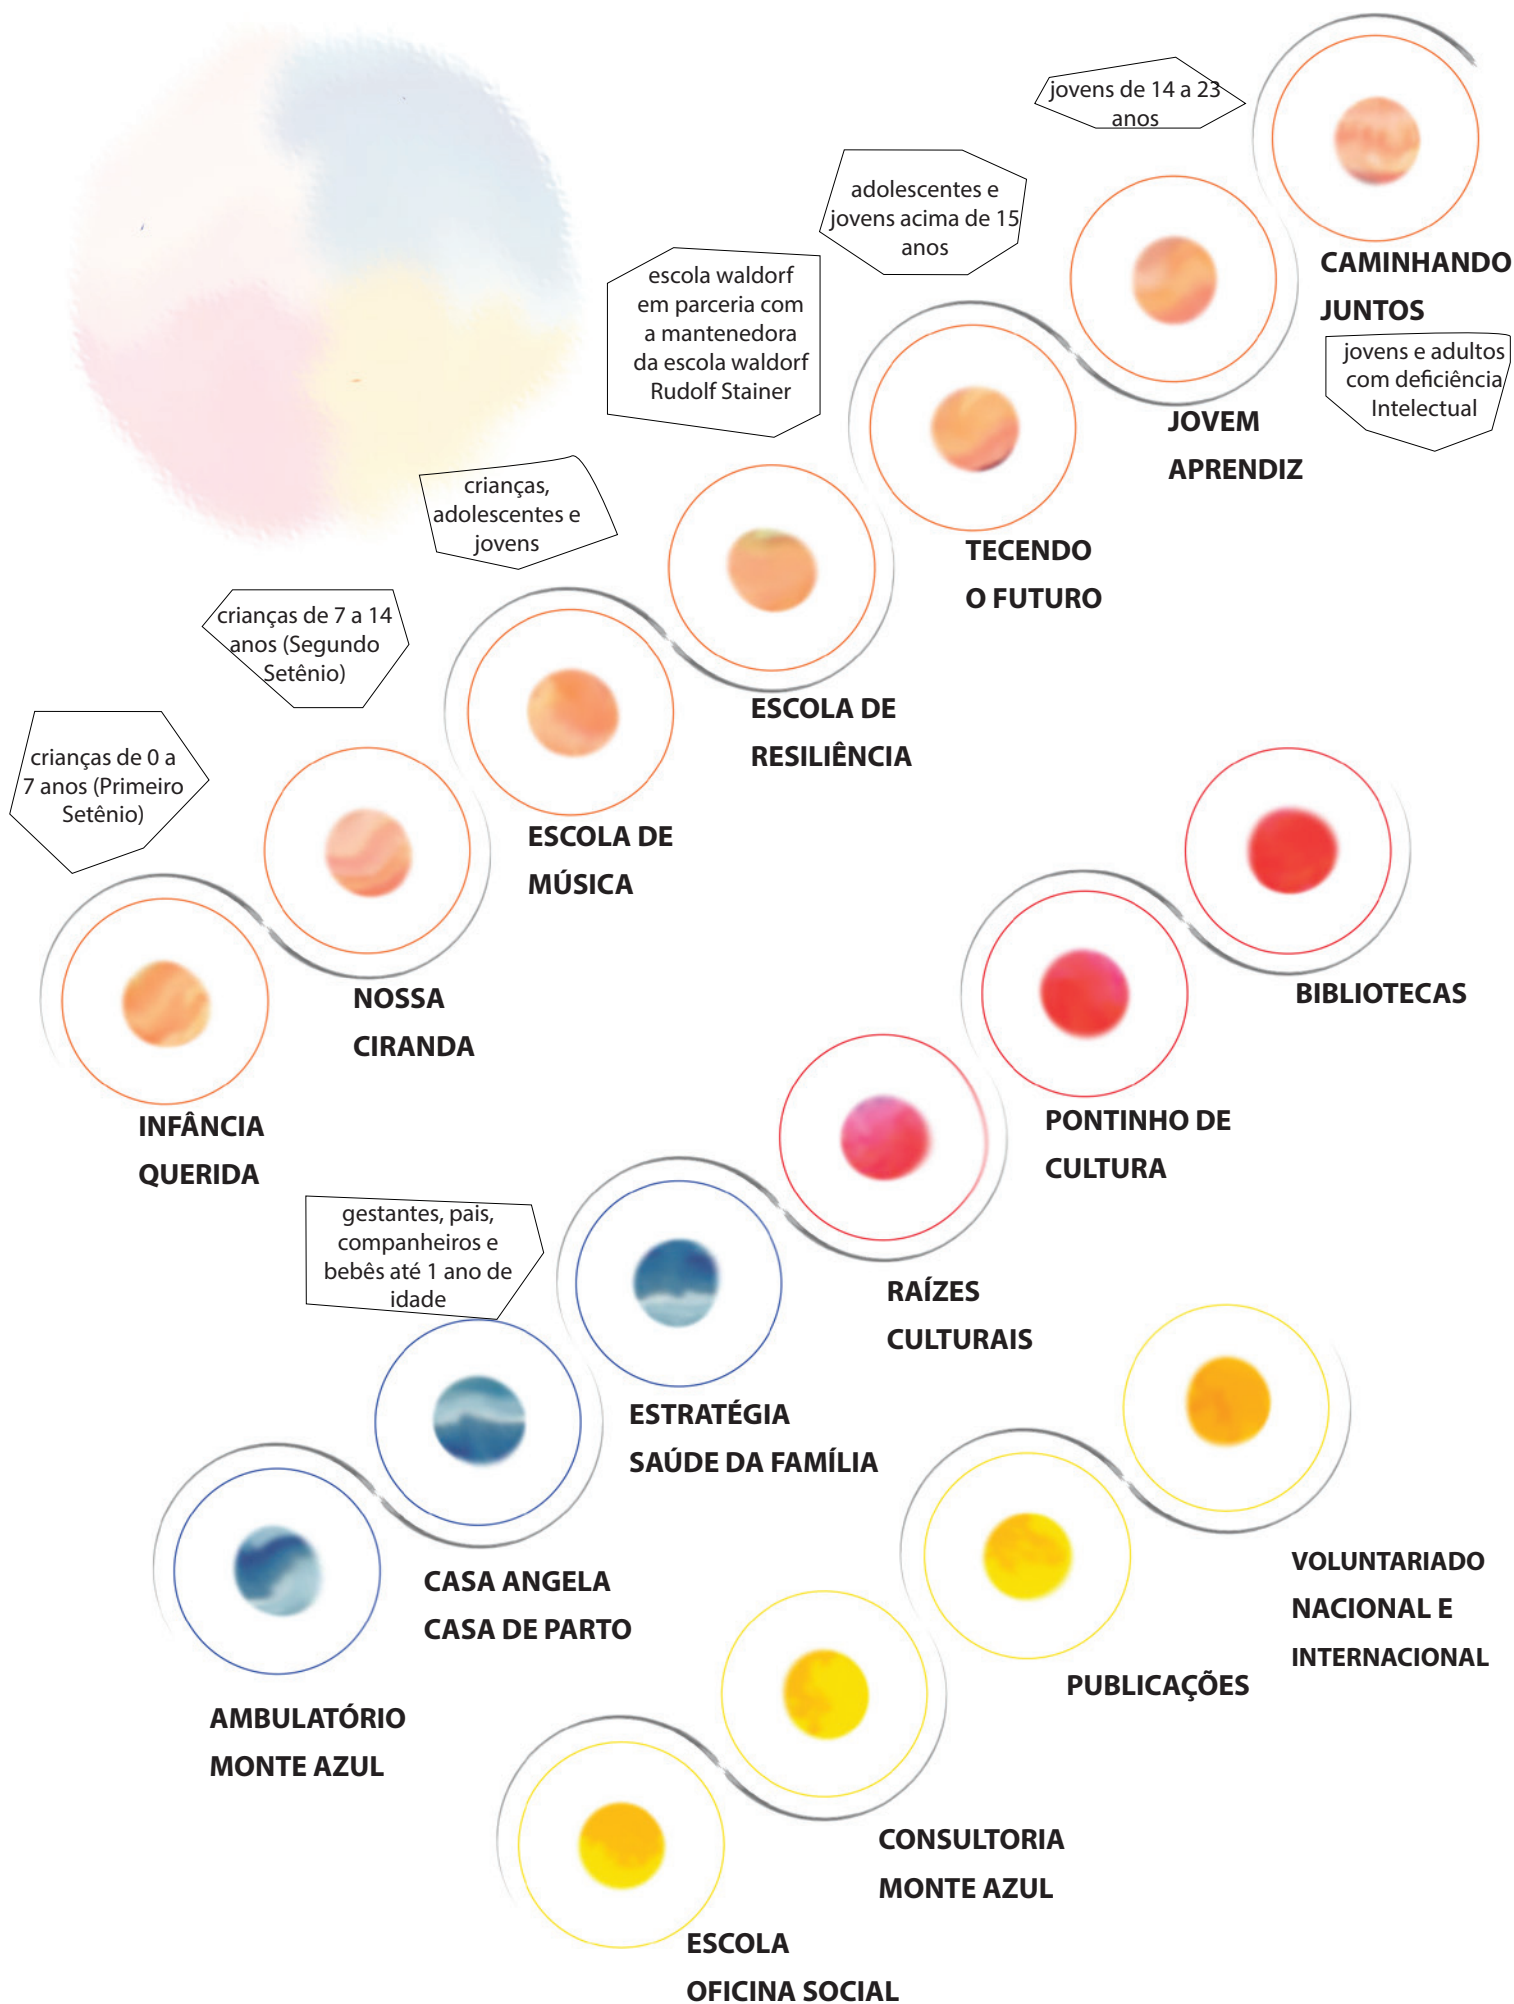 jovens de 14 a 23
anos
CAMINHANDO
JUNTOS
jovens e adultos
com deficiência
Intelectual
adolescentes e
jovens acima de 15
anos
JOVEM
APRENDIZ
escola waldorf
em parceria com
a mantenedora
da escola waldorf
Rudolf Stainer
TECENDO
O FUTURO
crianças,
adolescentes e
jovens
ESCOLA DE
RESILIÊNCIA
crianças de 7 a 14
anos (Segundo
Setênio)
ESCOLA DE
MÚSICA
crianças de 0 a
7 anos (Primeiro
Setênio)
NOSSA
CIRANDA
INFÂNCIA
QUERIDA
BIBLIOTECAS
PONTINHO DE
CULTURA
RAÍZES
CULTURAIS
gestantes, pais,
companheiros e
bebês até 1 ano de
idade
ESTRATÉGIA
SAÚDE DA FAMÍLIA
CASA ANGELA
CASA DE PARTO
AMBULATÓRIO
MONTE AZUL
VOLUNTARIADO
NACIONAL E
INTERNACIONAL
PUBLICAÇÕES
CONSULTORIA
MONTE AZUL
ESCOLA
OFICINA SOCIAL